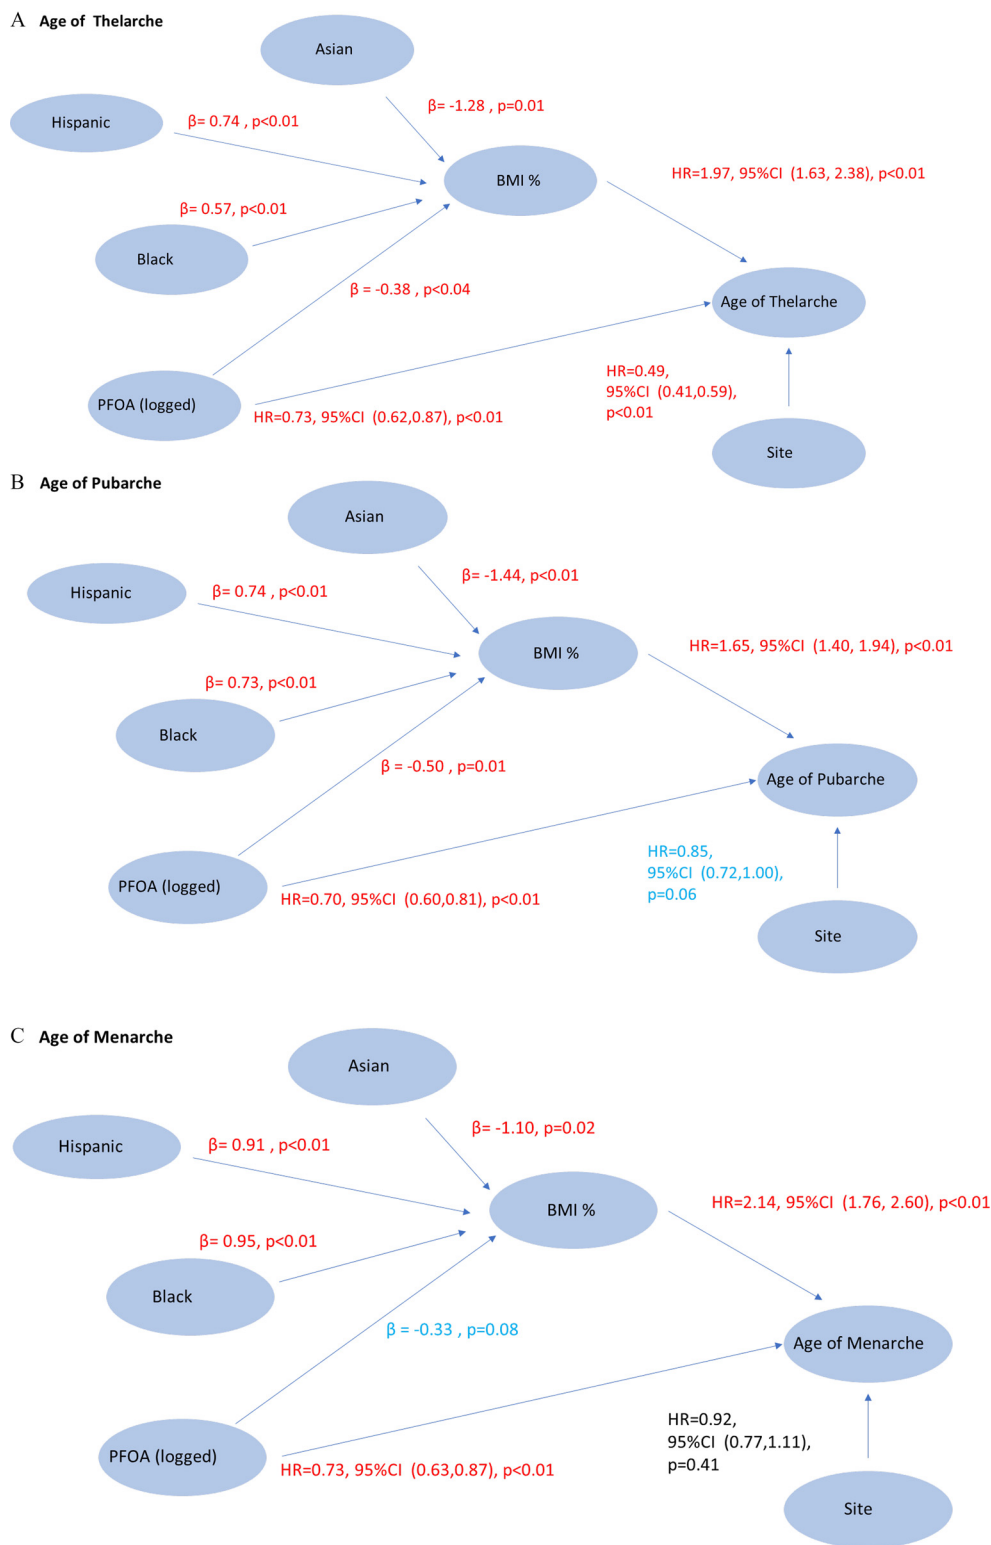 A Age of Thelarche
Asian
β= -1.28 , p=0.01
Hispanic
β= 0.74 , p<0.01
BMI %
HR=1.97, 95%CI (1.63, 2.38), p<0.01
β= 0.57, p<0.01
Black
β = -0.38 , p<0.04
Age of Thelarche
HR=0.49,
95%CI (0.41,0.59),
p<0.01
PFOA (logged)
HR=0.73, 95%CI (0.62,0.87), p<0.01
Site
B Age of Pubarche
Asian
β= -1.44, p<0.01
Hispanic
β= 0.74 , p<0.01
BMI %
HR=1.65, 95%CI (1.40, 1.94), p<0.01
β= 0.73, p<0.01
Black
β = -0.50 , p=0.01
Age of Pubarche
HR=0.85,
95%CI (0.72,1.00),
p=0.06
PFOA (logged)
HR=0.70, 95%CI (0.60,0.81), p<0.01
Site
C Age of Menarche
Asian
β= -1.10, p=0.02
Hispanic
β= 0.91 , p<0.01
BMI %
HR=2.14, 95%CI (1.76, 2.60), p<0.01
β= 0.95, p<0.01
Black
β = -0.33 , p=0.08
Age of Menarche
HR=0.92,
95%CI (0.77,1.11),
p=0.41
PFOA (logged)
HR=0.73, 95%CI (0.63,0.87), p<0.01
Site